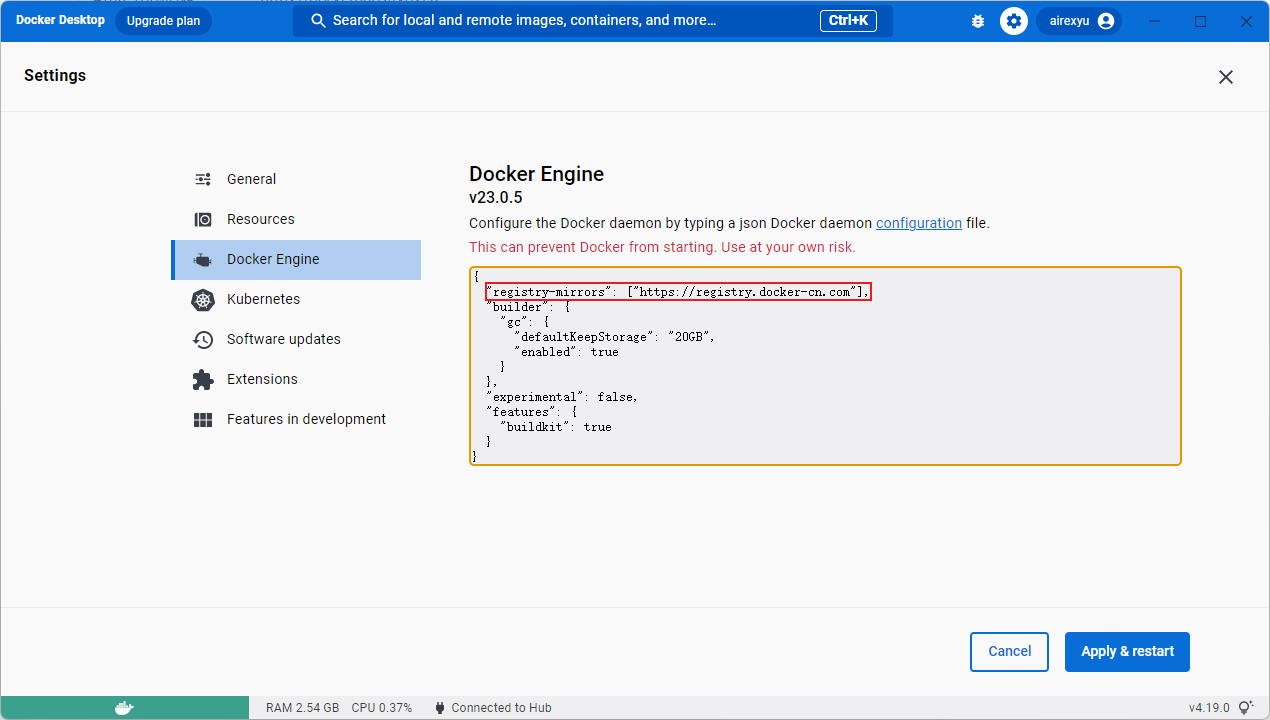 Docker Desktop
Upgrade plan
Search for local and remote images, containers, and more...
Ctrl+K
airexyu
Settings
General
Resources
Docker Engine
Kubernetes
Software updates
Extensions
Features in development
Docker Engine
v23.0.5
Configure the Docker daemon by typing a json Docker daemon configuration file.
This can prevent Docker from starting. Use at your own risk.
{
  "registry-mirrors": ["https://registry.docker-cn.com"],
  "builder": {
    "gc": {
      "defaultKeepStorage": "20GB",
      "enabled": true
    }
  },
  "experimental": false,
  "features": {
    "buildkit": true
  }
}
Cancel
Apply & restart
RAM 2.54 GB CPU 0.37% Connected to Hub
v4.19.0